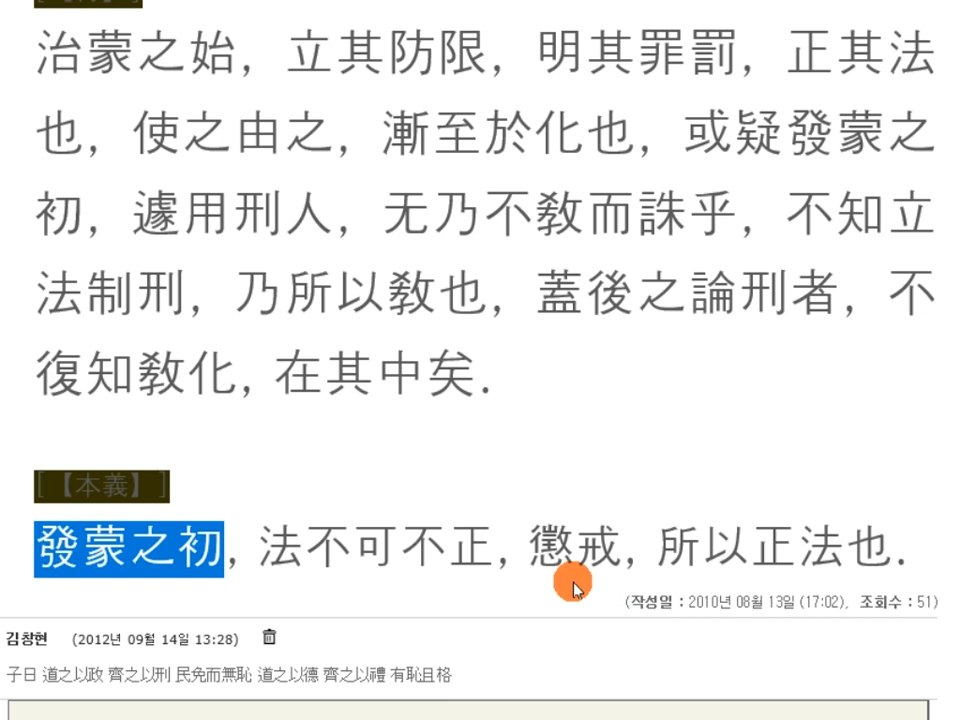 治蒙之始, 立其防限, 明其罪罰, 正其法
也, 使之由之, 漸至於化也, 或疑發蒙之
初, 遽用刑人, 无乃不敎而誅乎, 不知立
法制刑, 乃所以敎也, 蓋後之論刑者, 不
復知敎化, 在其中矣.
[ 【本義】 ]
發蒙之初, 法不可不正, 懲戒, 所以正法也.
(작성일 : 2010년 08월 13일 (17:02), 조회수 : 51)
김창현 (2012년 09월 14일 13:28)
子日 道之以政 齊之以刑 民免而無恥 道之以德 齊之以禮 有恥且格